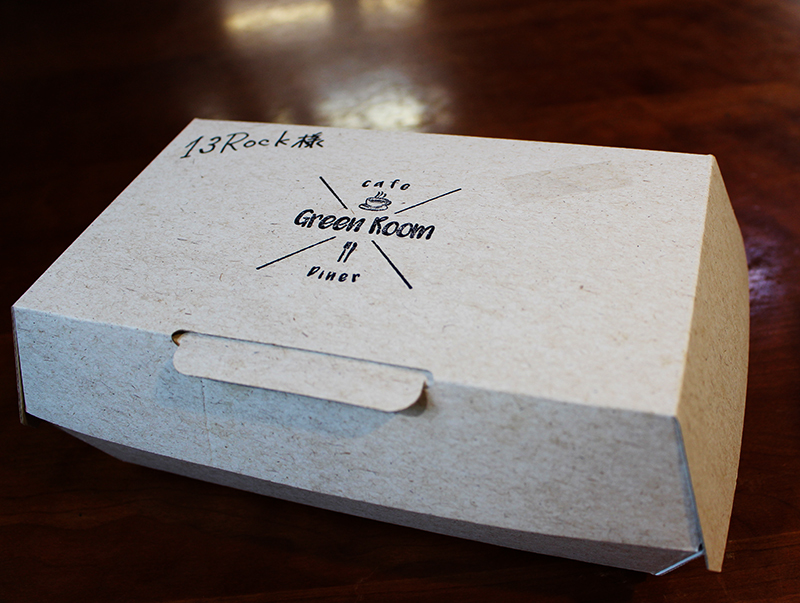 13Rock様
cafe
Green Room
Diner